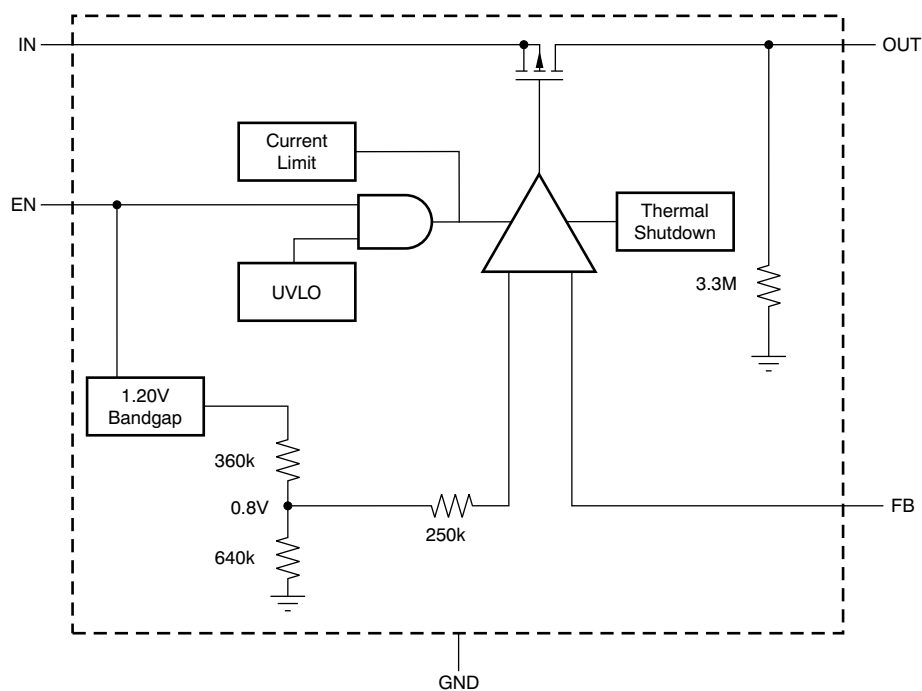 IN
OUT
Current
Limit
EN
Thermal
Shutdown
UVLO
3.3M
1.20V
Bandgap
360k
0.8V
250k
FB
640k
GND